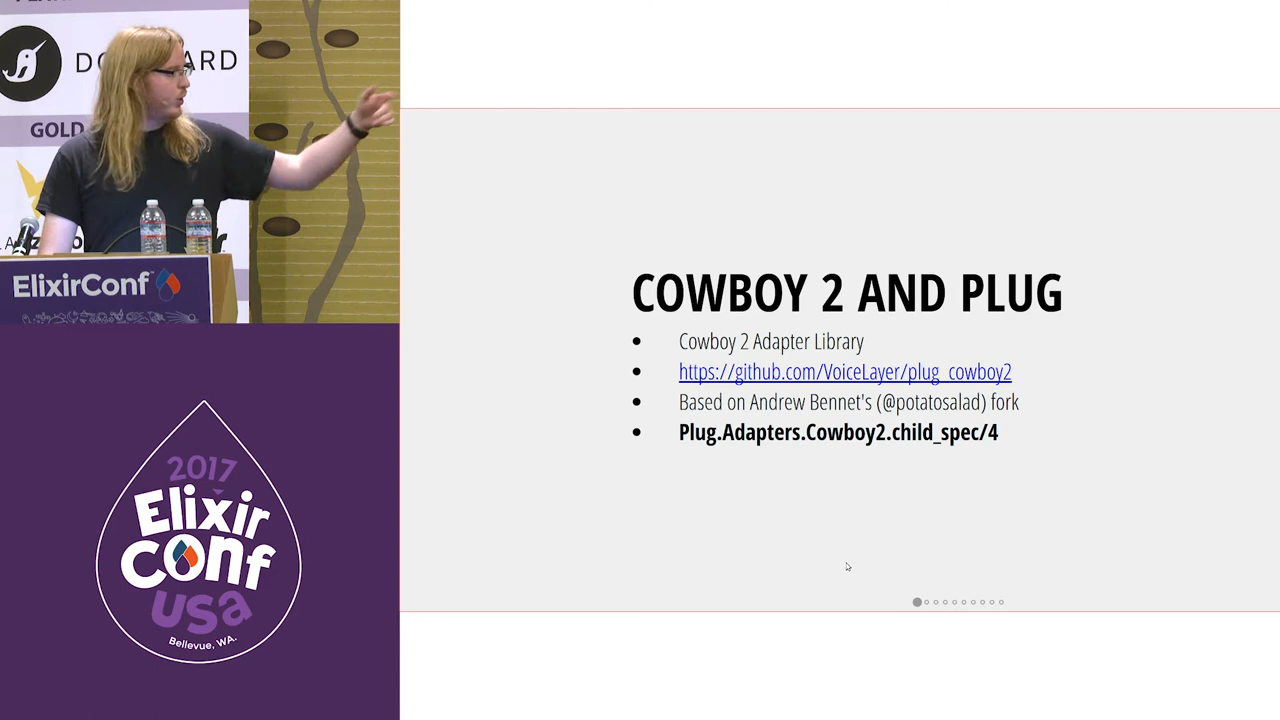 GOLD
ElixirConf
2017
Elixir
conf
usa
Bellevue, WA.
COWBOY 2 AND PLUG
• Cowboy 2 Adapter Library
• https://github.com/VoiceLayer/plug_cowboy2
• Based on Andrew Bennet's (@potatosalad) fork
• Plug.Adapters.Cowboy2.child_spec/4